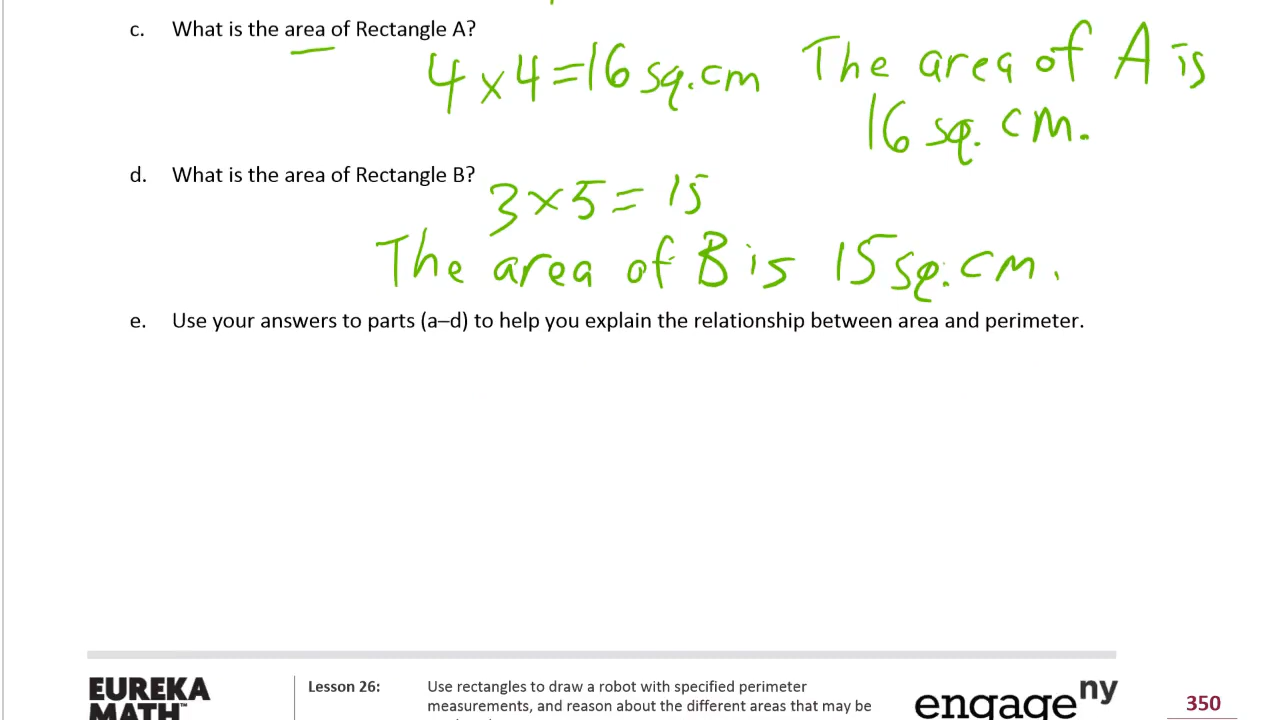 c. What is the area of Rectangle A?
4 x 4 = 16 sq. cm The area of A is
16 sq. cm.
d. What is the area of Rectangle B?
3 x 5 = 15
The area of B is 15 sq. cm.
e. Use your answers to parts (a–d) to help you explain the relationship between area and perimeter.
EUREKA
MATH™
Lesson 26:
Use rectangles to draw a robot with specified perimeter
measurements, and reason about the different areas that may be
engageny
350